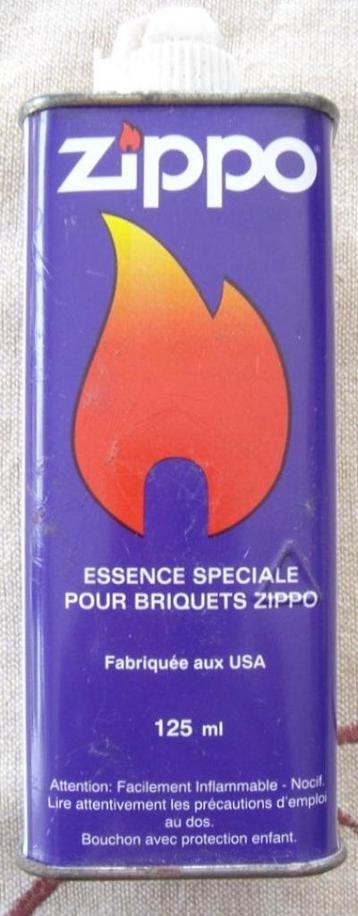 zippo
ESSENCE SPECIALE
POUR BRIQUETS ZIPPO
Fabriquée aux USA
125 ml
Attention: Facilement Inflammable - Nocif.
Lire attentivement les précautions d'emploi
au dos.
Bouchon avec protection enfant.